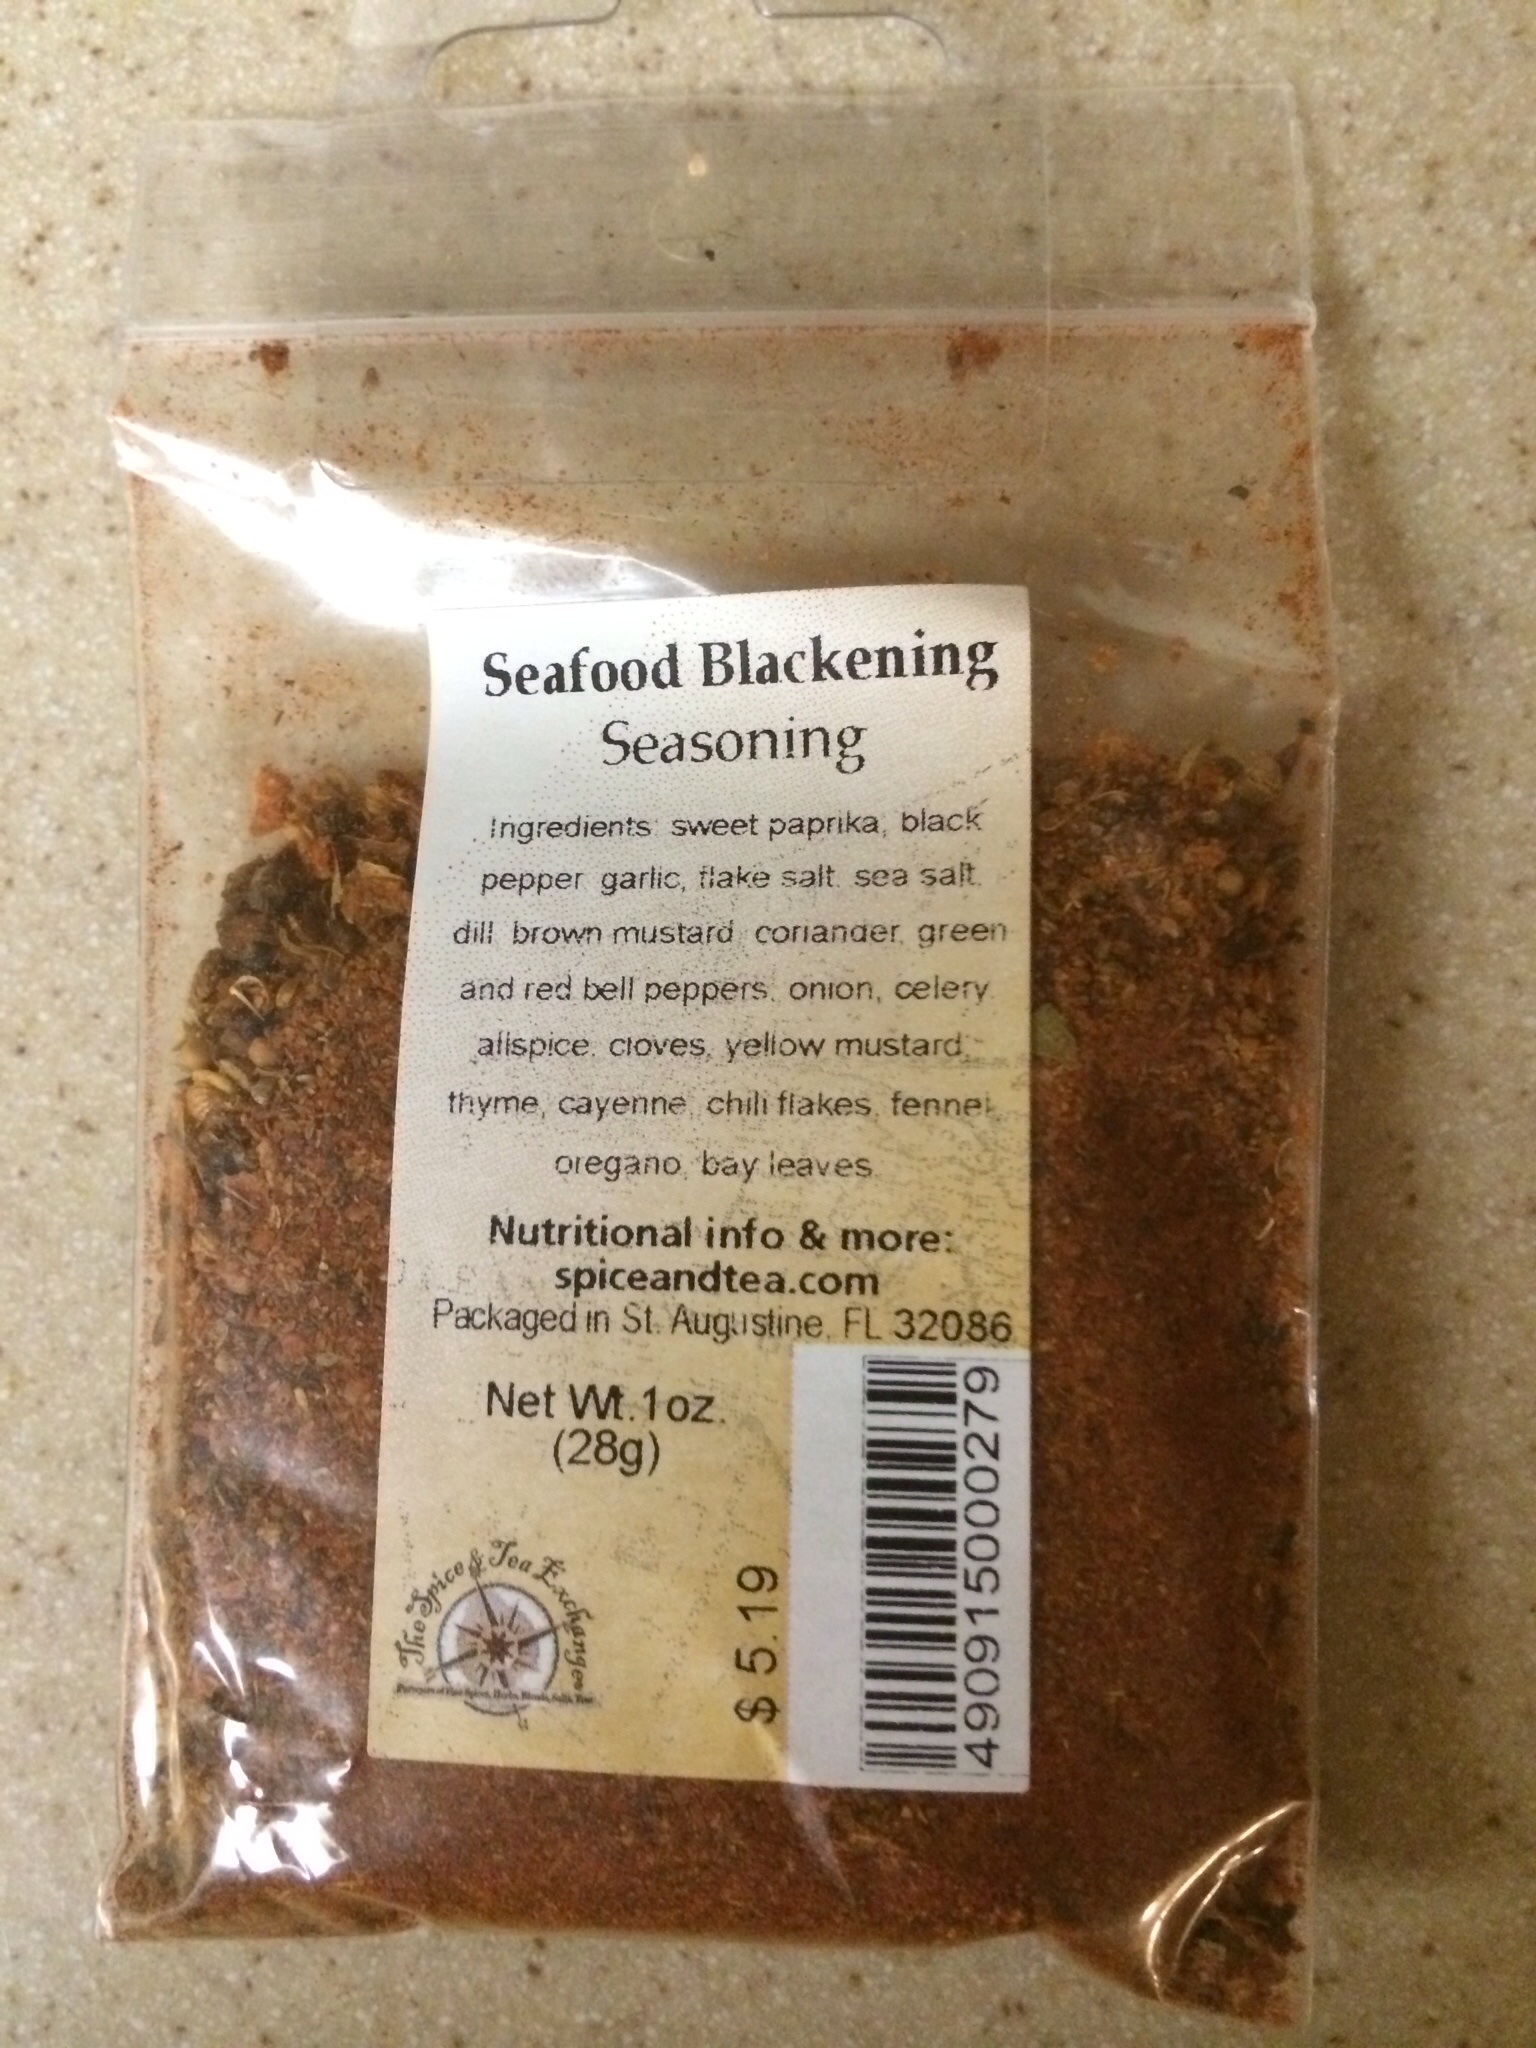 Seafood Blackening
Seasoning
Ingredients: sweet paprika, black
pepper garlic, flake salt, sea salt,
dill, brown mustard, coriander, green
and red bell peppers, onion, celery,
allspice, cloves, yellow mustard,
thyme, cayenne, chili flakes, fennel,
oregano, bay leaves
Nutritional info & more:
spiceandtea.com
Packaged in St. Augustine, FL 32086
Net Wt. 1oz.
(28g)
The Spice & Tea Exchange
$ 5.19
490915000279